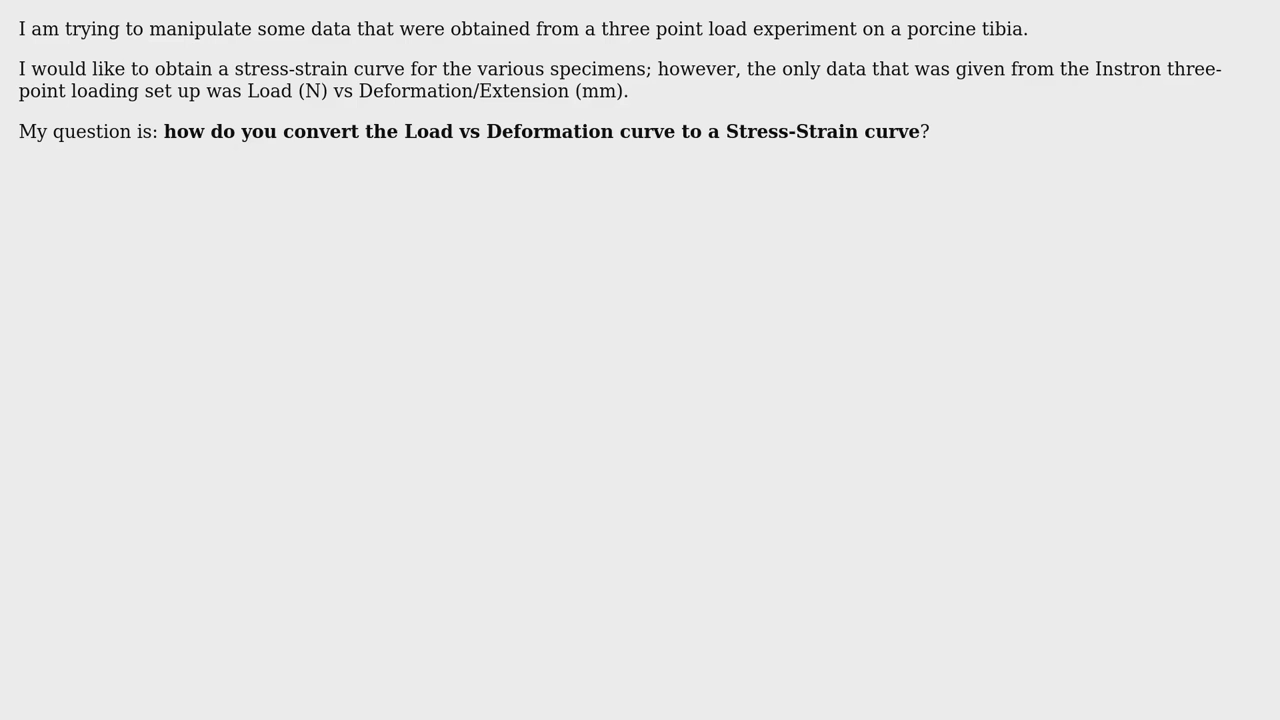 I am trying to manipulate some data that were obtained from a three point load experiment on a porcine tibia.
I would like to obtain a stress-strain curve for the various specimens; however, the only data that was given from the Instron three-
point loading set up was Load (N) vs Deformation/Extension (mm).
My question is: how do you convert the Load vs Deformation curve to a Stress-Strain curve?